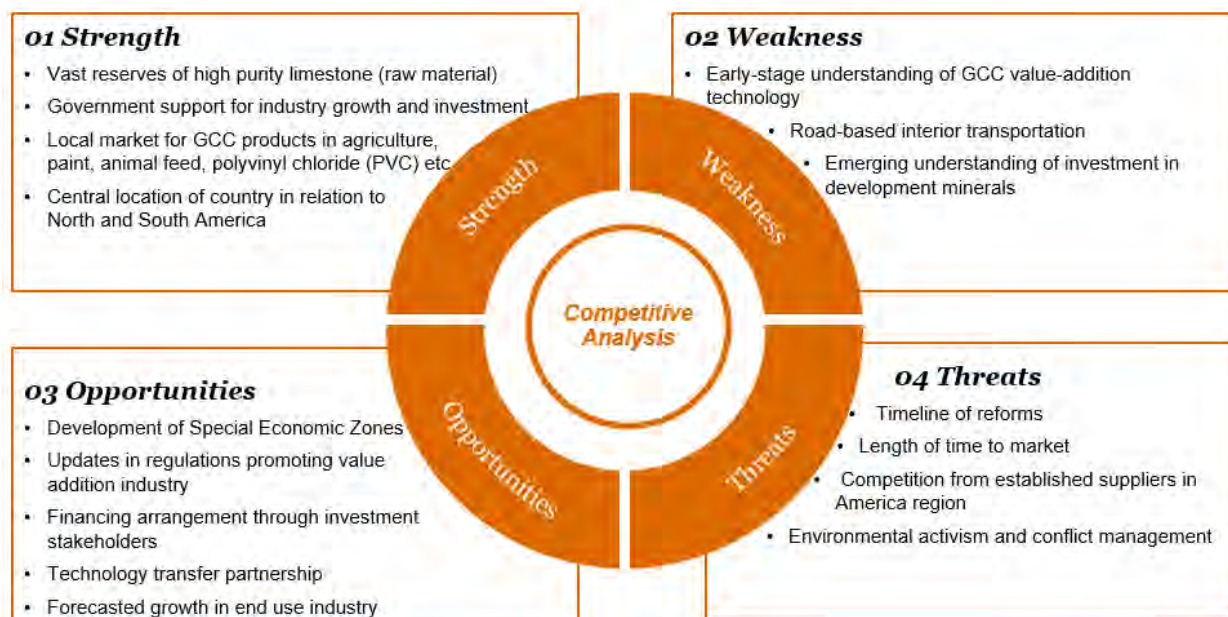 01 Strength
• Vast reserves of high purity limestone (raw material)
• Government support for industry growth and investment
• Local market for GCC products in agriculture,
paint, animal feed, polyvinyl chloride (PVC) etc
• Central location of country in relation to
North and South America
02 Weakness
• Early-stage understanding of GCC value-addition
technology
• Road-based interior transportation
• Emerging understanding of investment in
development minerals
Strength
Weakness
Competitive
Analysis
Opportunities
Threats
03 Opportunities
• Development of Special Economic Zones
• Updates in regulations promoting value
addition industry
• Financing arrangement through investment
stakeholders
• Technology transfer partnership
• Forecasted growth in end use industry
04 Threats
• Timeline of reforms
• Length of time to market
• Competition from established suppliers in
America region
• Environmental activism and conflict management